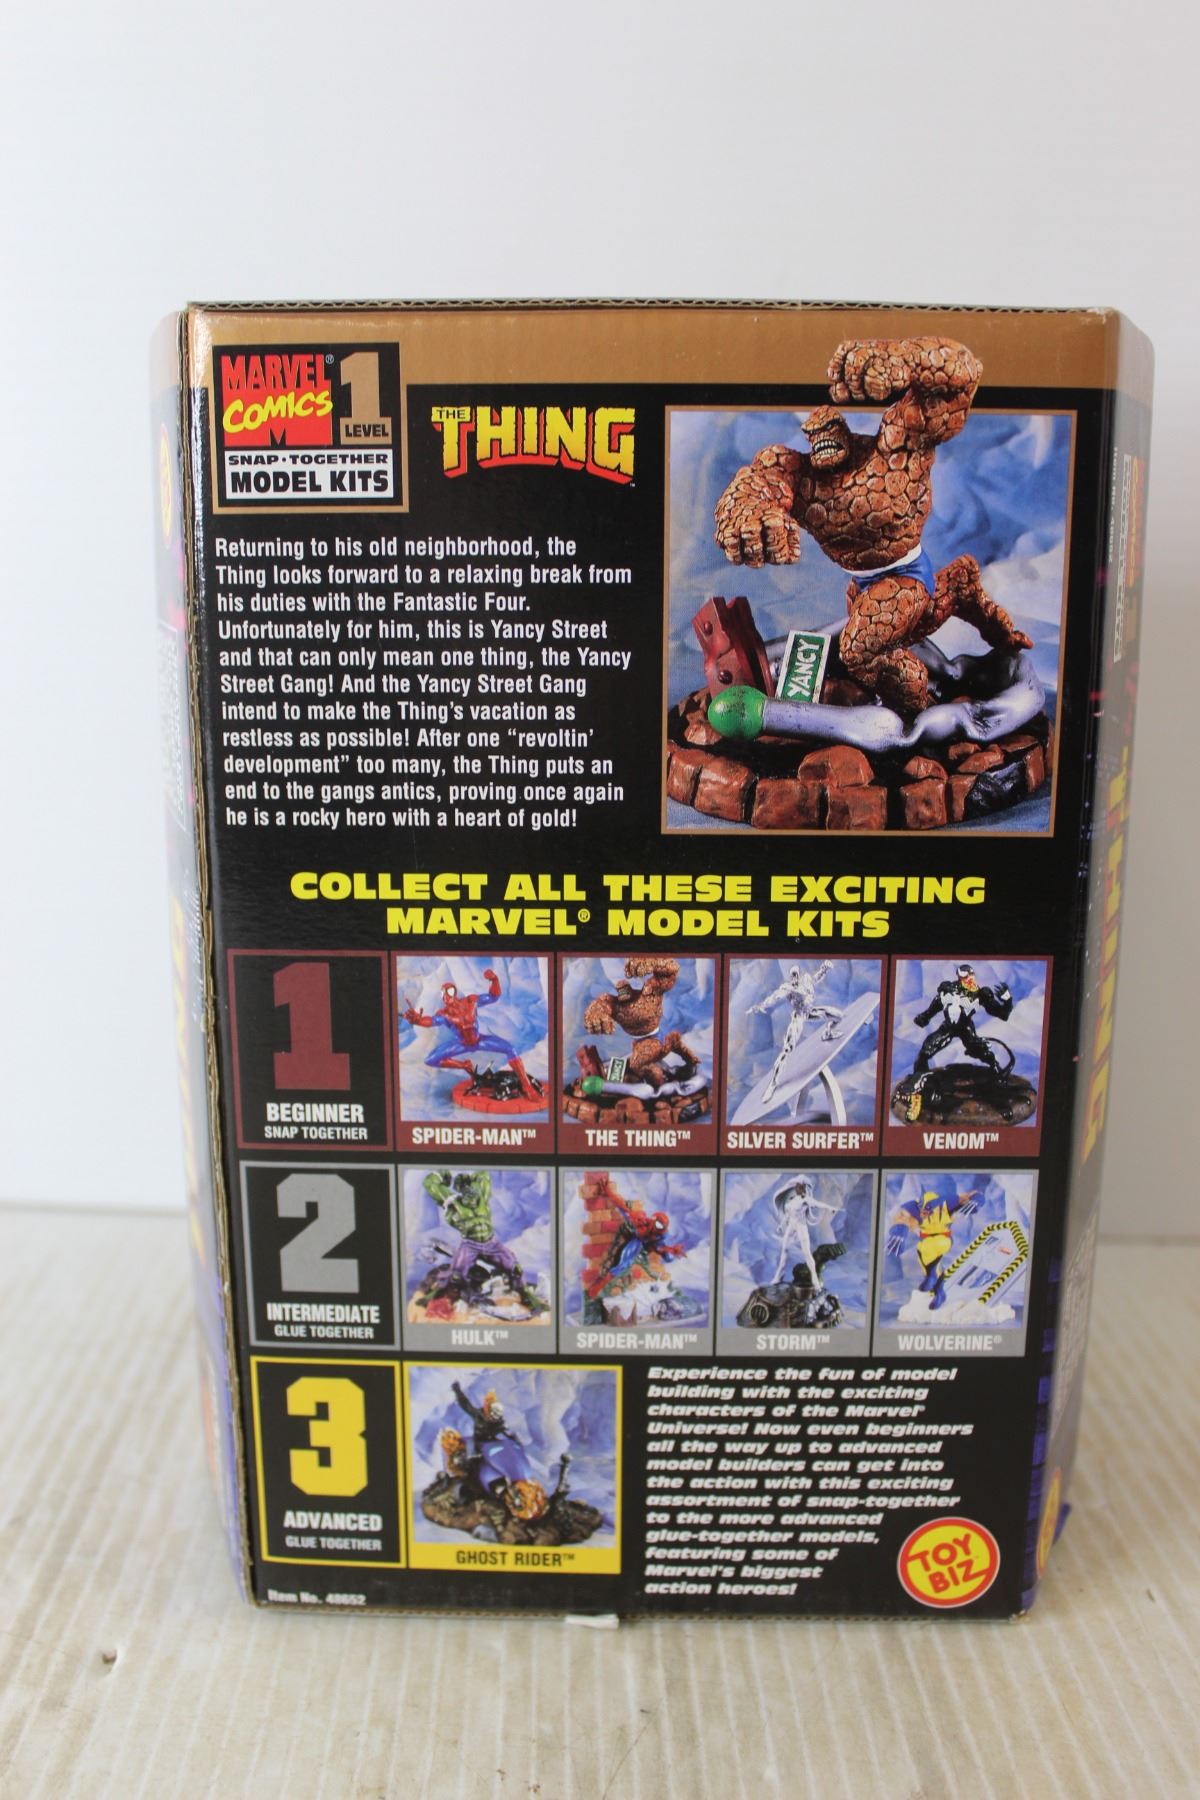 MARVEL®
COMICS
1
LEVEL
SNAP•TOGETHER
MODEL KITS
THE
THING
Returning to his old neighborhood, the
Thing looks forward to a relaxing break from
his duties with the Fantastic Four.
Unfortunately for him, this is Yancy Street
and that can only mean one thing, the Yancy
Street Gang! And the Yancy Street Gang
intend to make the Thing's vacation as
restless as possible! After one “revoltin'
development” too many, the Thing puts an
end to the gangs antics, proving once again
he is a rocky hero with a heart of gold!
YANCY
COLLECT ALL THESE EXCITING
MARVEL® MODEL KITS
1
BEGINNER
SNAP TOGETHER
SPIDER-MAN™
THE THING™
SILVER SURFER™
VENOM™
2
INTERMEDIATE
GLUE TOGETHER
HULK™
SPIDER-MAN™
STORM™
WOLVERINE®
3
ADVANCED
GLUE TOGETHER
GHOST RIDER™
Experience the fun of model
building with the exciting
characters of the Marvel®
Universe! Now even beginners
all the way up to advanced
model builders can get into
the action with this exciting
assortment of snap-together
to the more advanced
glue-together models,
featuring some of
Marvel's biggest
action heroes!
TOY
BIZ
Item No. 48652
THING